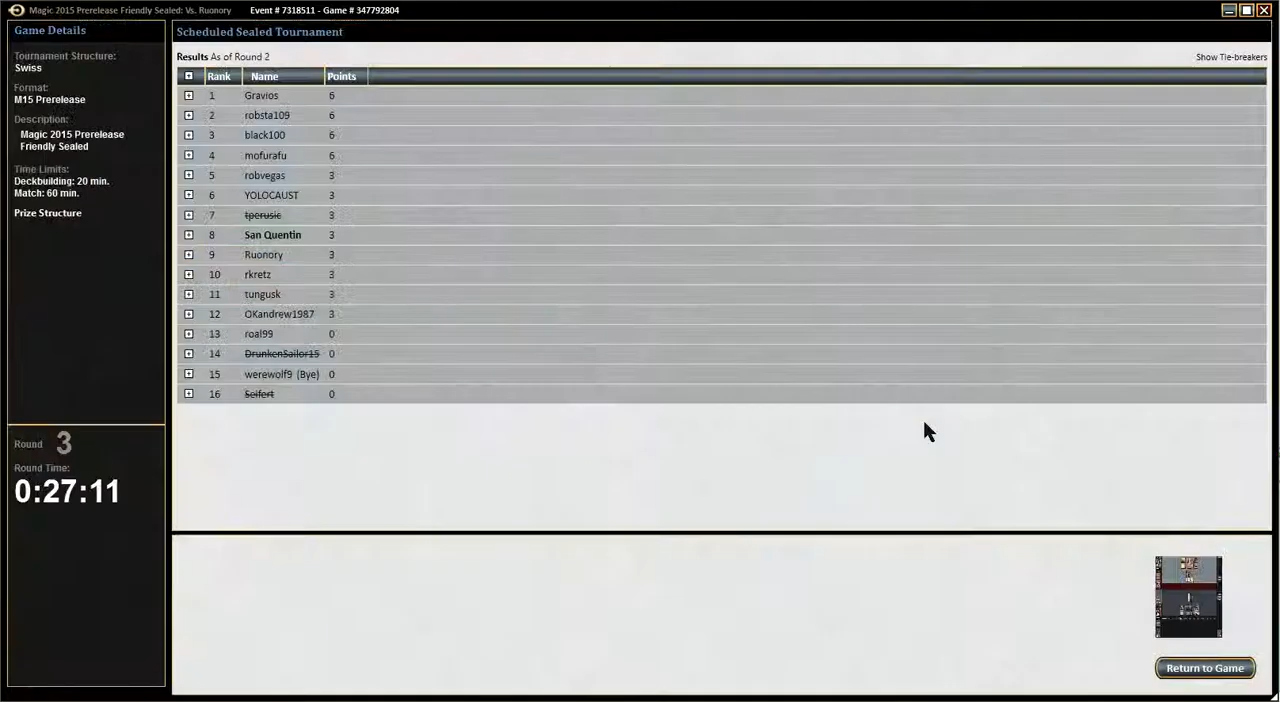 Magic 2015 Prerelease Friendly Sealed: Vs. Ruonory Event # 7318511 - Game # 347792804
Game Details
Tournament Structure:
Swiss
Format:
M15 Prerelease
Description:
Magic 2015 Prerelease
Friendly Sealed
Time Limits:
Deckbuilding: 20 min.
Match: 60 min.
Prize Structure
Round 3
Round Time:
0:27:11
Scheduled Sealed Tournament
Results As of Round 2 Show Tie-breakers
Rank Name Points
1 Gravios 6
2 robsta109 6
3 black100 6
4 mofurafu 6
5 robvegas 3
6 YOLOCAUST 3
7 tperusic 3
8 San Quentin 3
9 Ruonory 3
10 rkretz 3
11 tungusk 3
12 OKandrew1987 3
13 roal99 0
14 DrunkenSailor15 0
15 werewolf9 (Bye) 0
16 Seifert 0
Return to Game